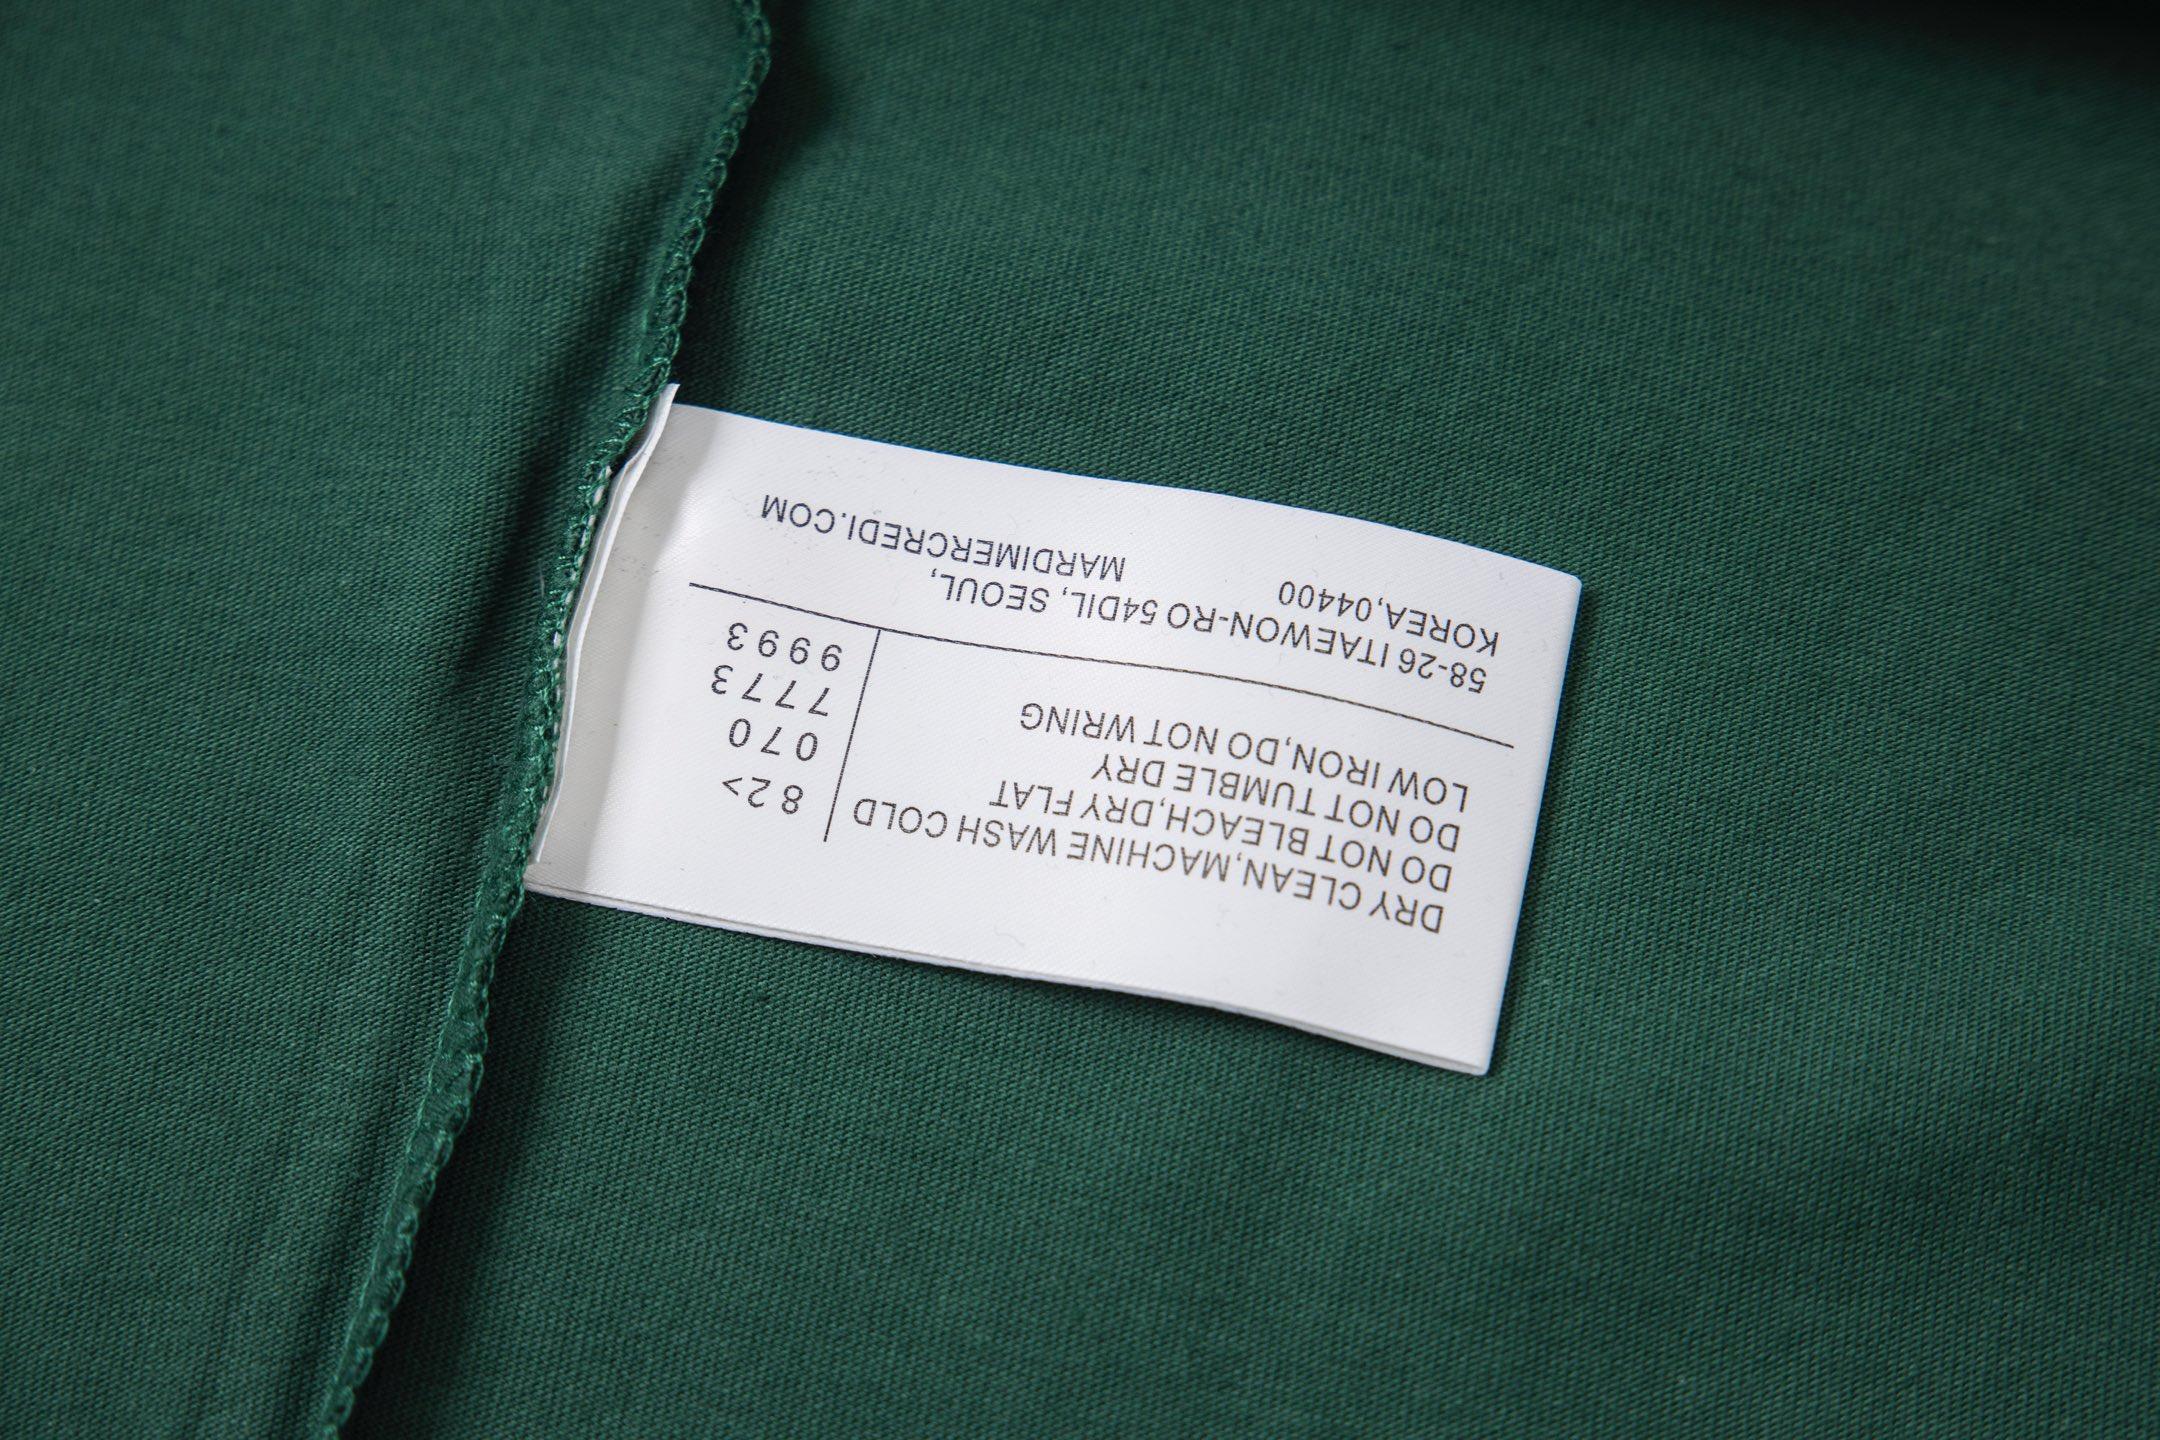 DRY CLEAN,MACHINE WASH COLD
DO NOT BLEACH,DRY FLAT
DO NOT TUMBLE DRY
LOW IRON,DO NOT WRING
82>
070
7773
9993
58-26 ITAEWON-RO 54DIL, SEOUL,
KOREA,04400
MARDIMERCREDI.COM